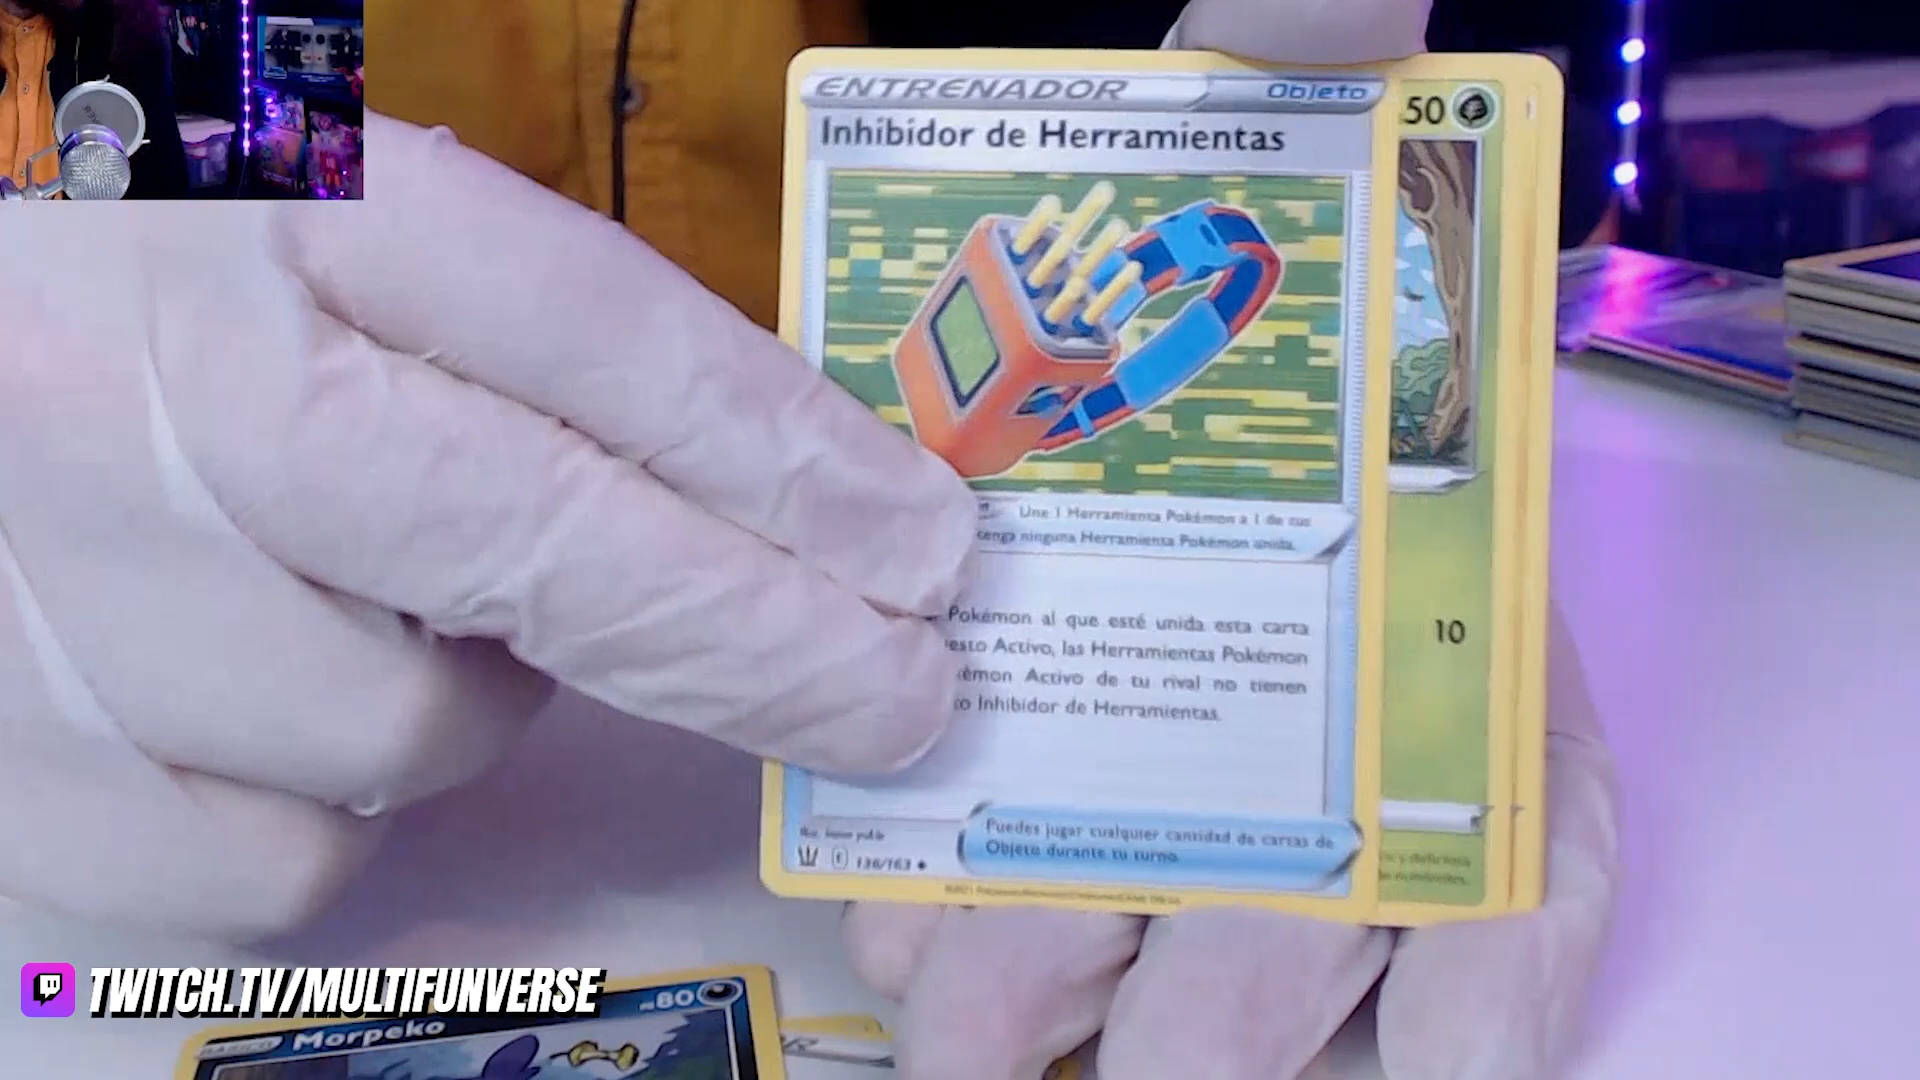 ENTRENADOR
Objeto
Inhibidor de Herramientas
Une 1 Herramienta Pokémon a 1 de tus
tenga ninguna Herramienta Pokémon unida.
Pokémon al que esté unida esta carta
Activo, las Herramientas Pokémon
Activo de tu rival no tienen
Inhibidor de Herramientas.
Puedes jugar cualquier cantidad de cartas de
Objeto durante tu turno.
E 136/163
50
10
y deliciosa
TWITCH.TV/MULTIFUNVERSE
BÁSICO
Morpeko
PS 80